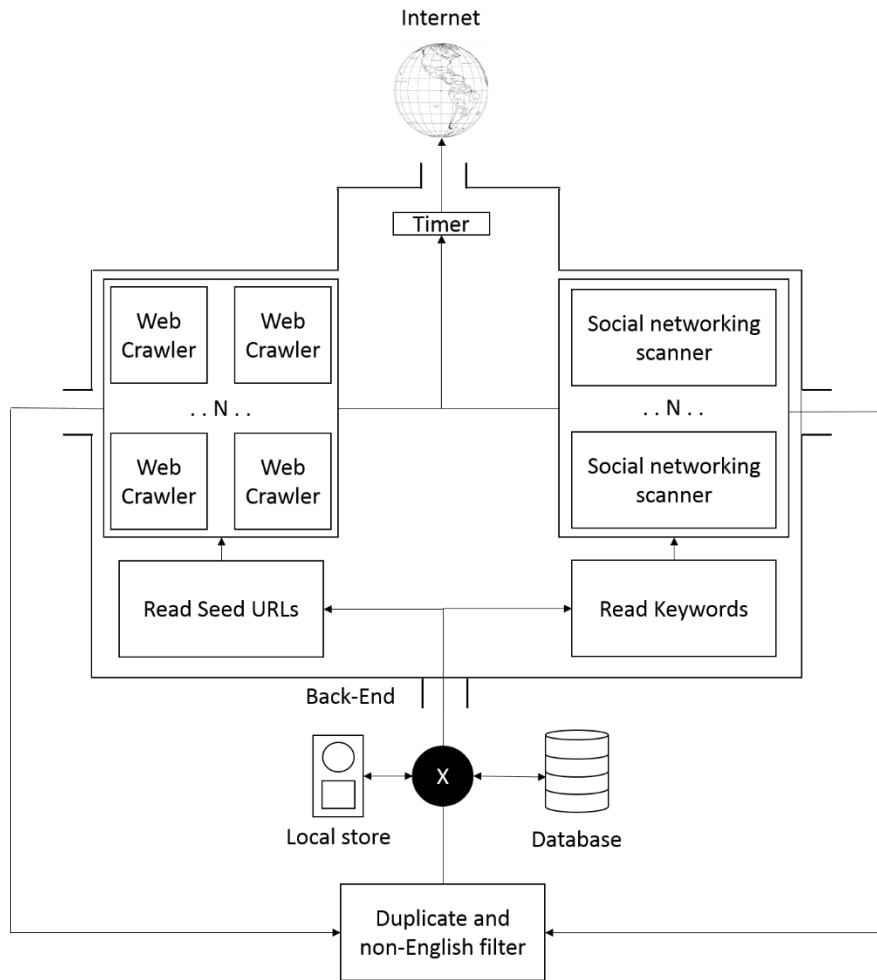 Internet
Timer
Web
Crawler
Web
Crawler
. . N . .
Web
Crawler
Web
Crawler
Social networking
scanner
. . N . .
Social networking
scanner
Read Seed URLs
Read Keywords
Back-End
X
Local store
Database
Duplicate and
non-English filter